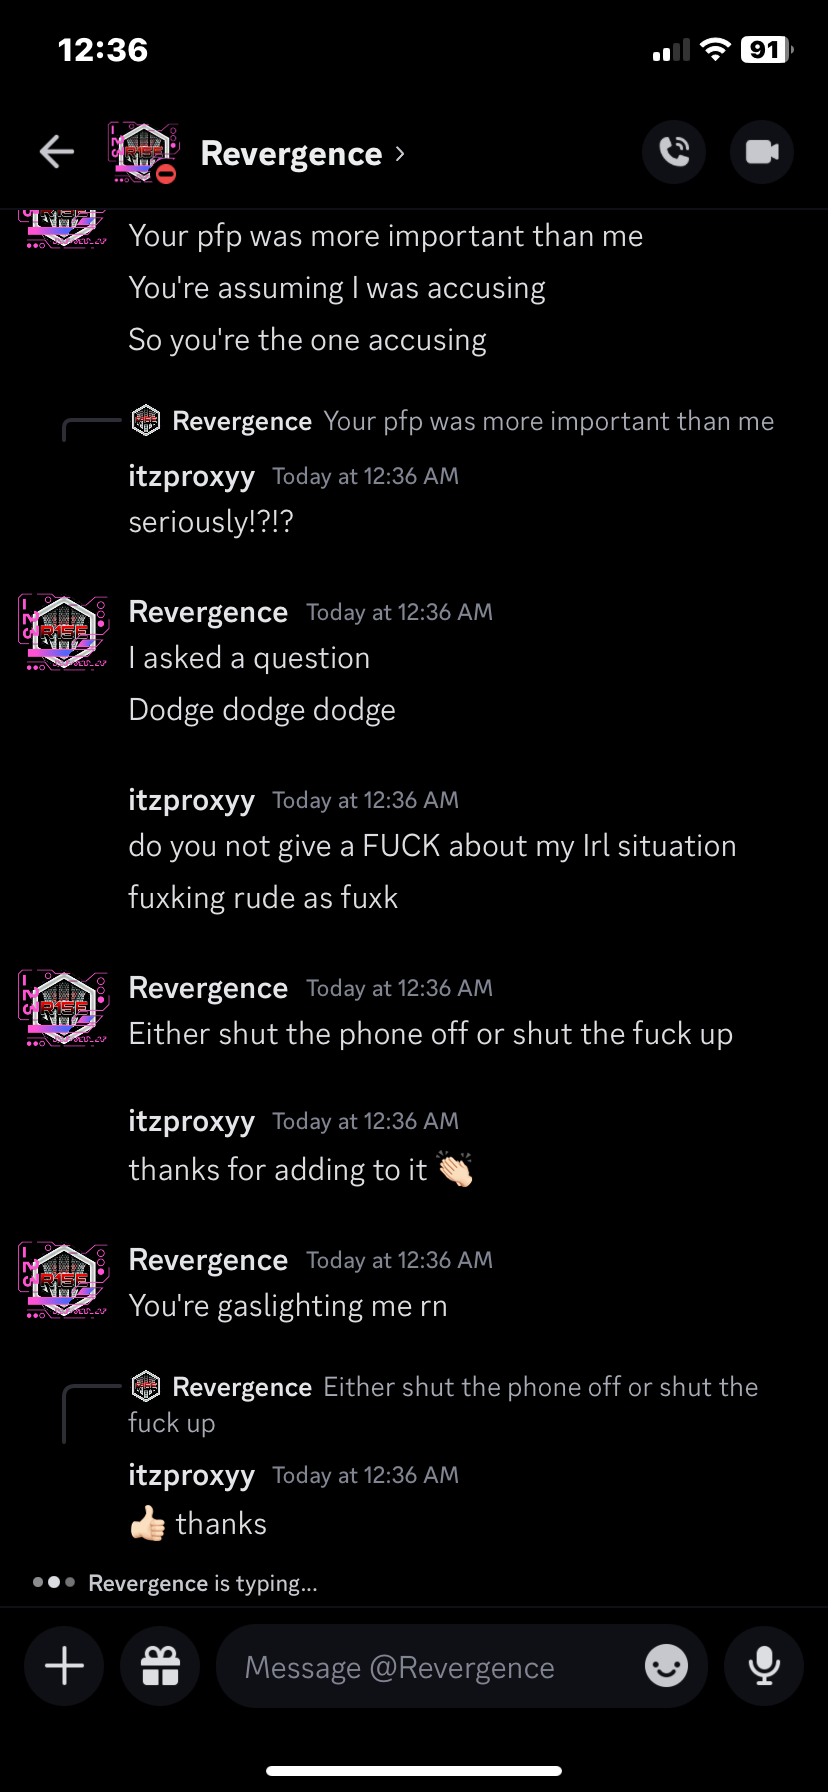 12:36
91
Revergence
Your pfp was more important than me
You're assuming I was accusing
So you're the one accusing
Revergence Your pfp was more important than me
itzproxyy Today at 12:36 AM
seriously!?!?
R1SE
Revergence Today at 12:36 AM
I asked a question
Dodge dodge dodge
itzproxyy Today at 12:36 AM
do you not give a FUCK about my Irl situation
fuxking rude as fuxk
R1SE
Revergence Today at 12:36 AM
Either shut the phone off or shut the fuck up
itzproxyy Today at 12:36 AM
thanks for adding to it 👏🏻
R1SE
Revergence Today at 12:36 AM
You're gaslighting me rn
Revergence Either shut the phone off or shut the
fuck up
itzproxyy Today at 12:36 AM
👍🏻 thanks
Revergence is typing...
Message @Revergence